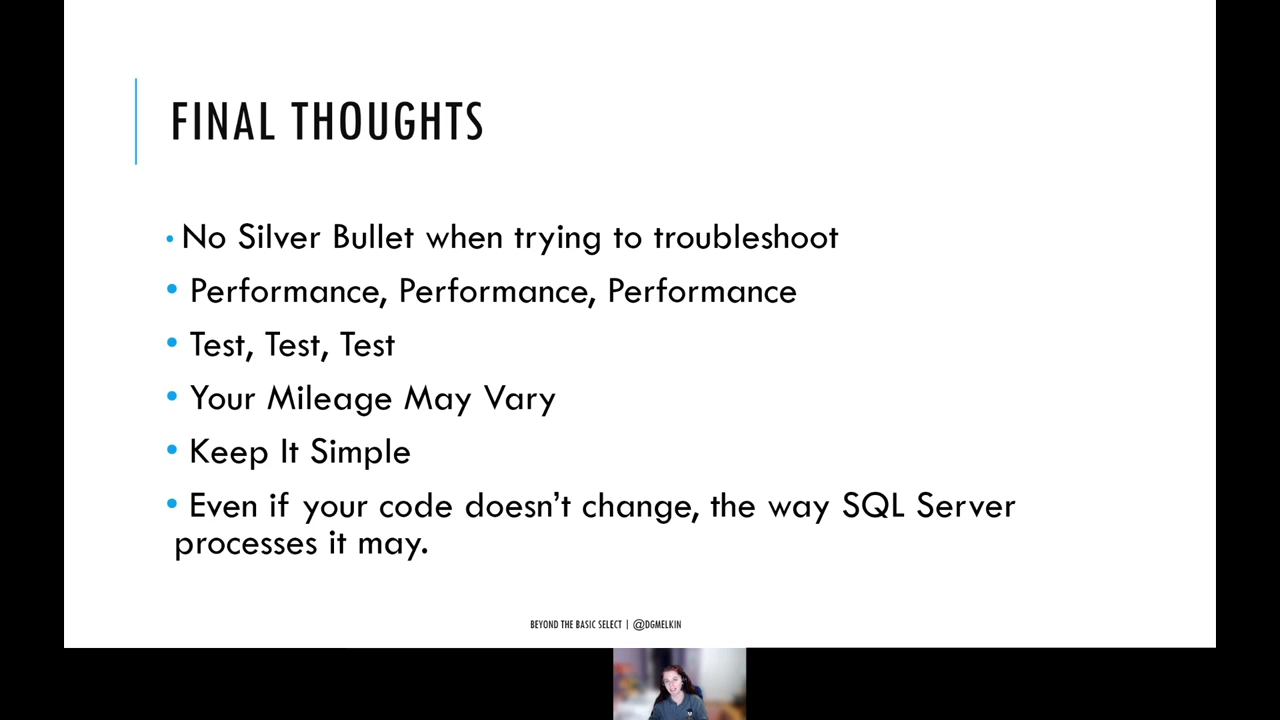 FINAL THOUGHTS
• No Silver Bullet when trying to troubleshoot
• Performance, Performance, Performance
• Test, Test, Test
• Your Mileage May Vary
• Keep It Simple
• Even if your code doesn’t change, the way SQL Server
processes it may.
BEYOND THE BASIC SELECT | @DGMELKIN